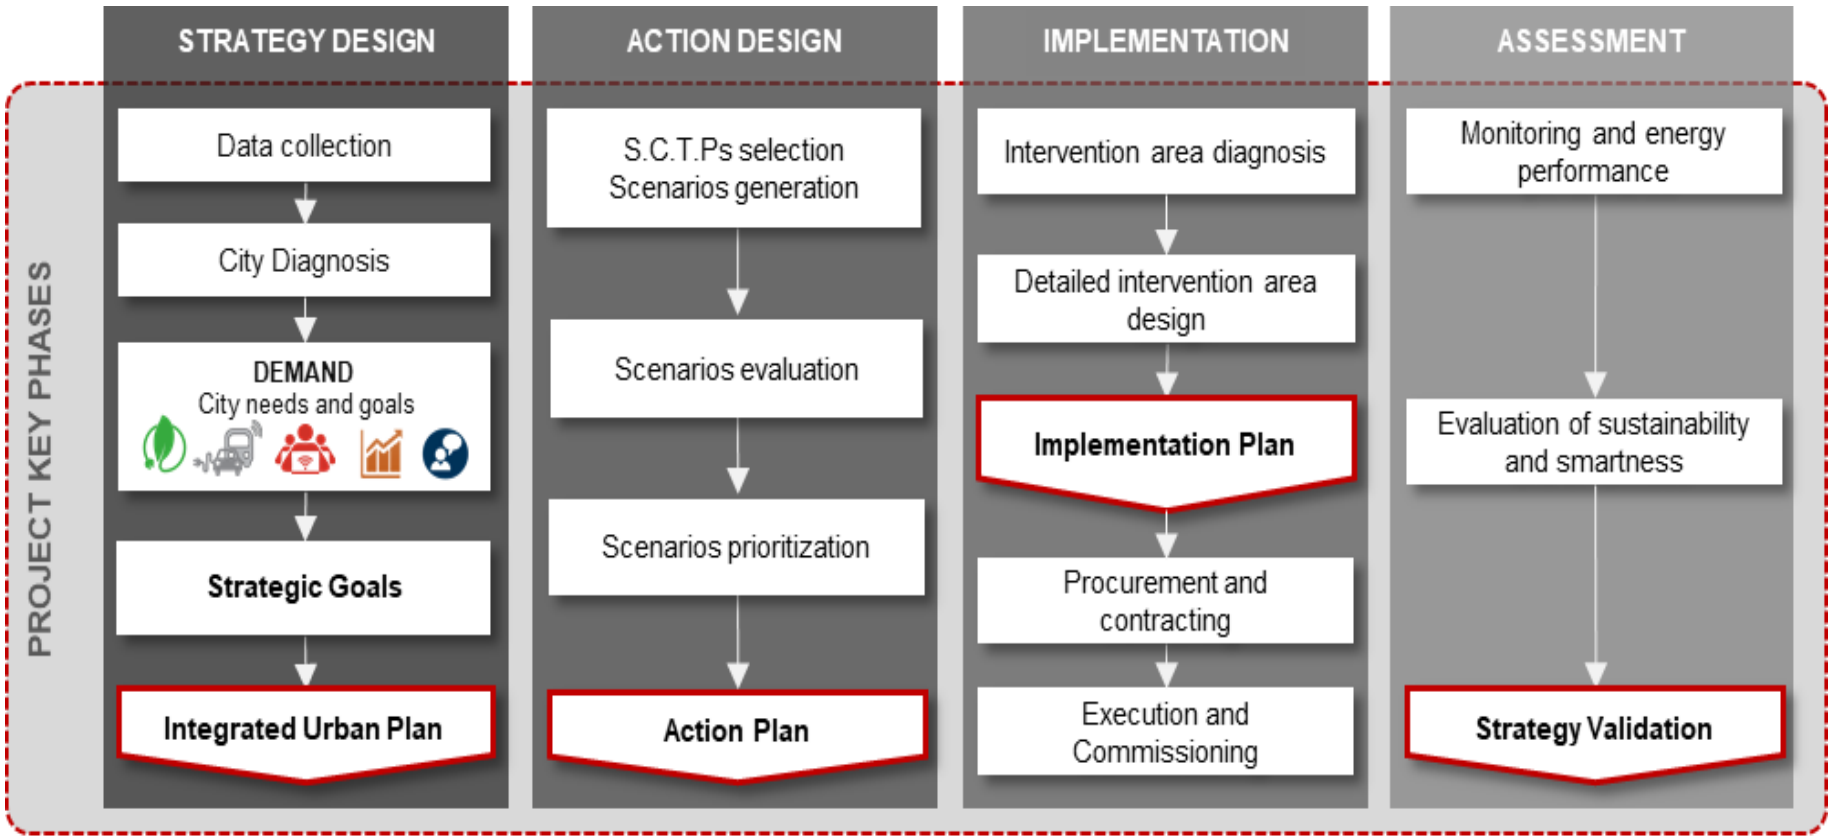 PROJECT KEY PHASES
STRATEGY DESIGN
Data collection
City Diagnosis
DEMAND
City needs and goals
Strategic Goals
Integrated Urban Plan
ACTION DESIGN
S.C.T.Ps selection
Scenarios generation
Scenarios evaluation
Scenarios prioritization
Action Plan
IMPLEMENTATION
Intervention area diagnosis
Detailed intervention area
design
Implementation Plan
Procurement and
contracting
Execution and
Commissioning
ASSESSMENT
Monitoring and energy
performance
Evaluation of sustainability
and smartness
Strategy Validation